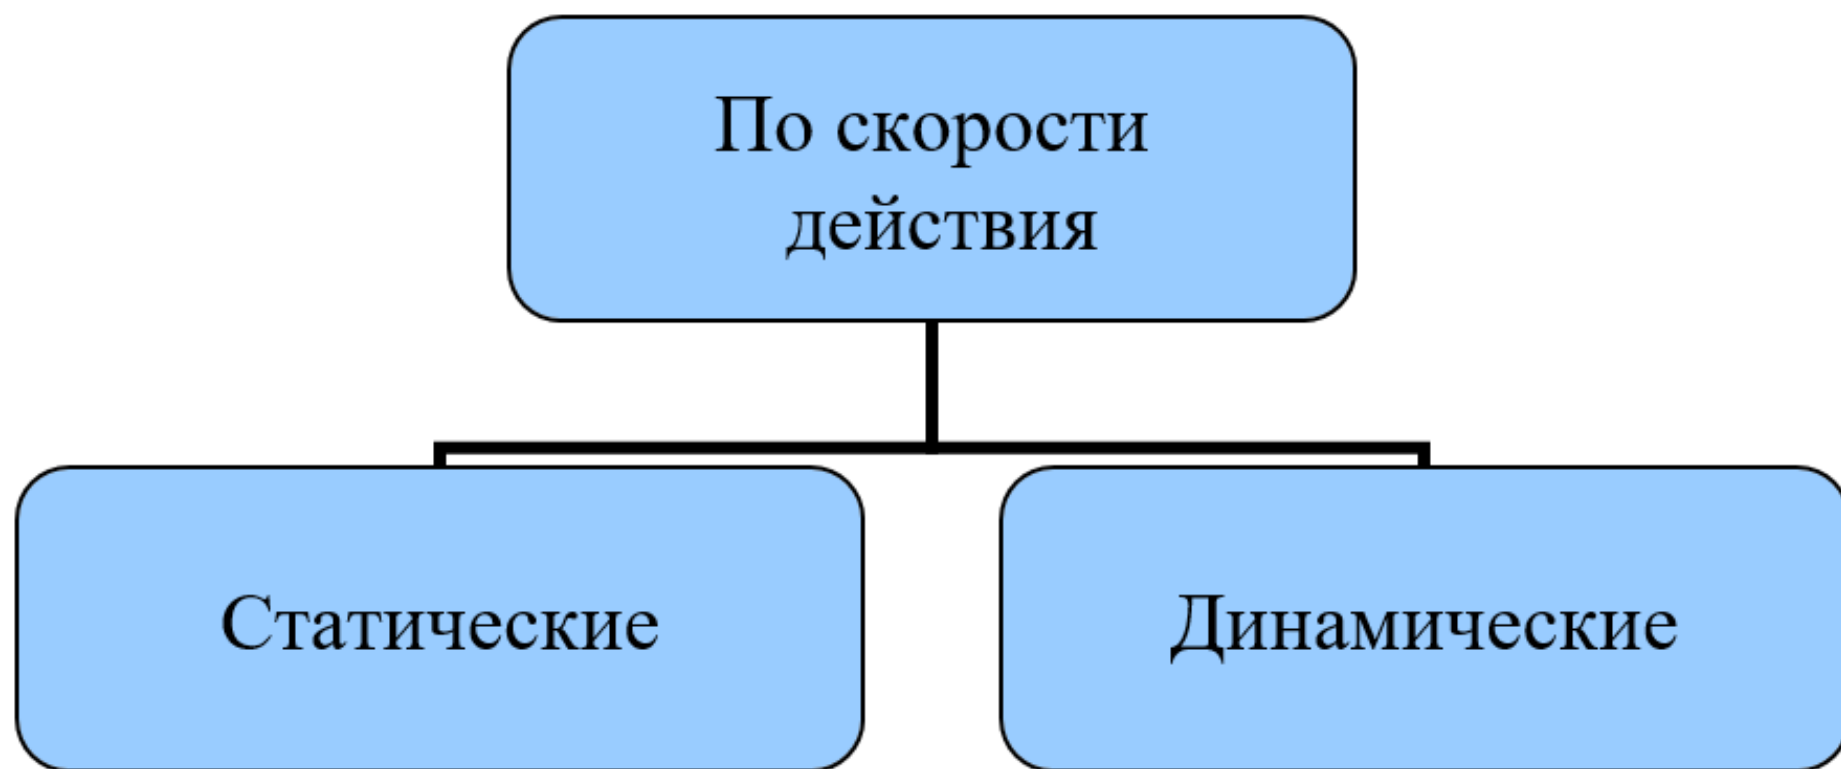 По скорости
действия
Статические
Динамические